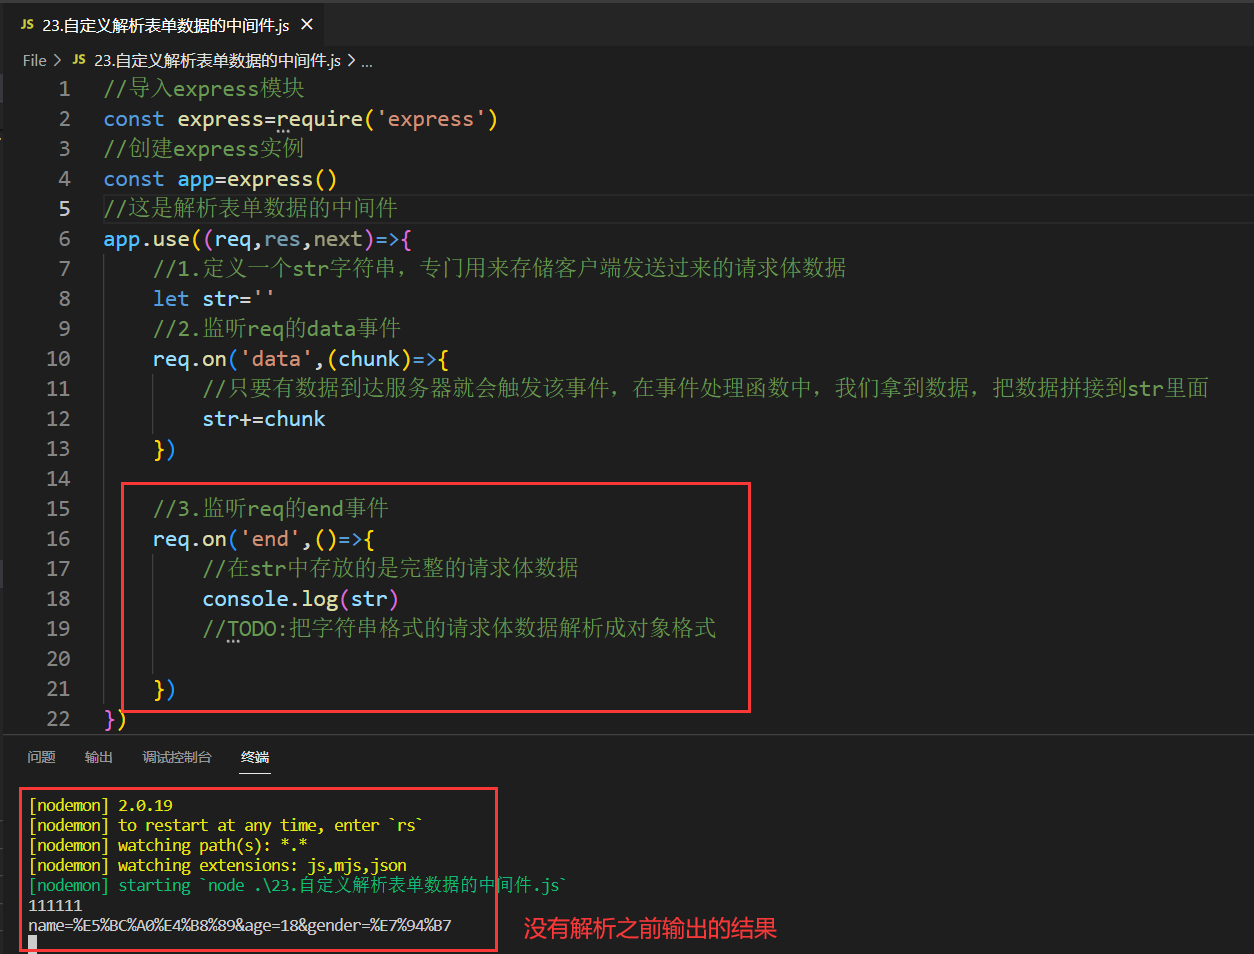 JS 23.自定义解析表单数据的中间件.js ×
File > JS 23.自定义解析表单数据的中间件.js > ...
1 //导入express模块
2 const express=require('express')
3 //创建express实例
4 const app=express()
5 //这是解析表单数据的中间件
6 app.use((req,res,next)=>{
7 //1.定义一个str字符串，专门用来存储客户端发送过来的请求体数据
8 let str=''
9 //2.监听req的data事件
10 req.on('data',(chunk)=>{
11 //只要有数据到达服务器就会触发该事件，在事件处理函数中，我们拿到数据，把数据拼接到str里面
12 str+=chunk
13 })
14
15 //3.监听req的end事件
16 req.on('end',()=>{
17 //在str中存放的是完整的请求体数据
18 console.log(str)
19 //TODO:把字符串格式的请求体数据解析成对象格式
20
21 })
22 })
问题 输出 调试控制台 终端
[nodemon] 2.0.19
[nodemon] to restart at any time, enter `rs`
[nodemon] watching path(s): *.*
[nodemon] watching extensions: js,mjs,json
[nodemon] starting `node .\23.自定义解析表单数据的中间件.js`
111111
name=%E5%BC%A0%E4%B8%89&age=18&gender=%E7%94%B7
没有解析之前输出的结果